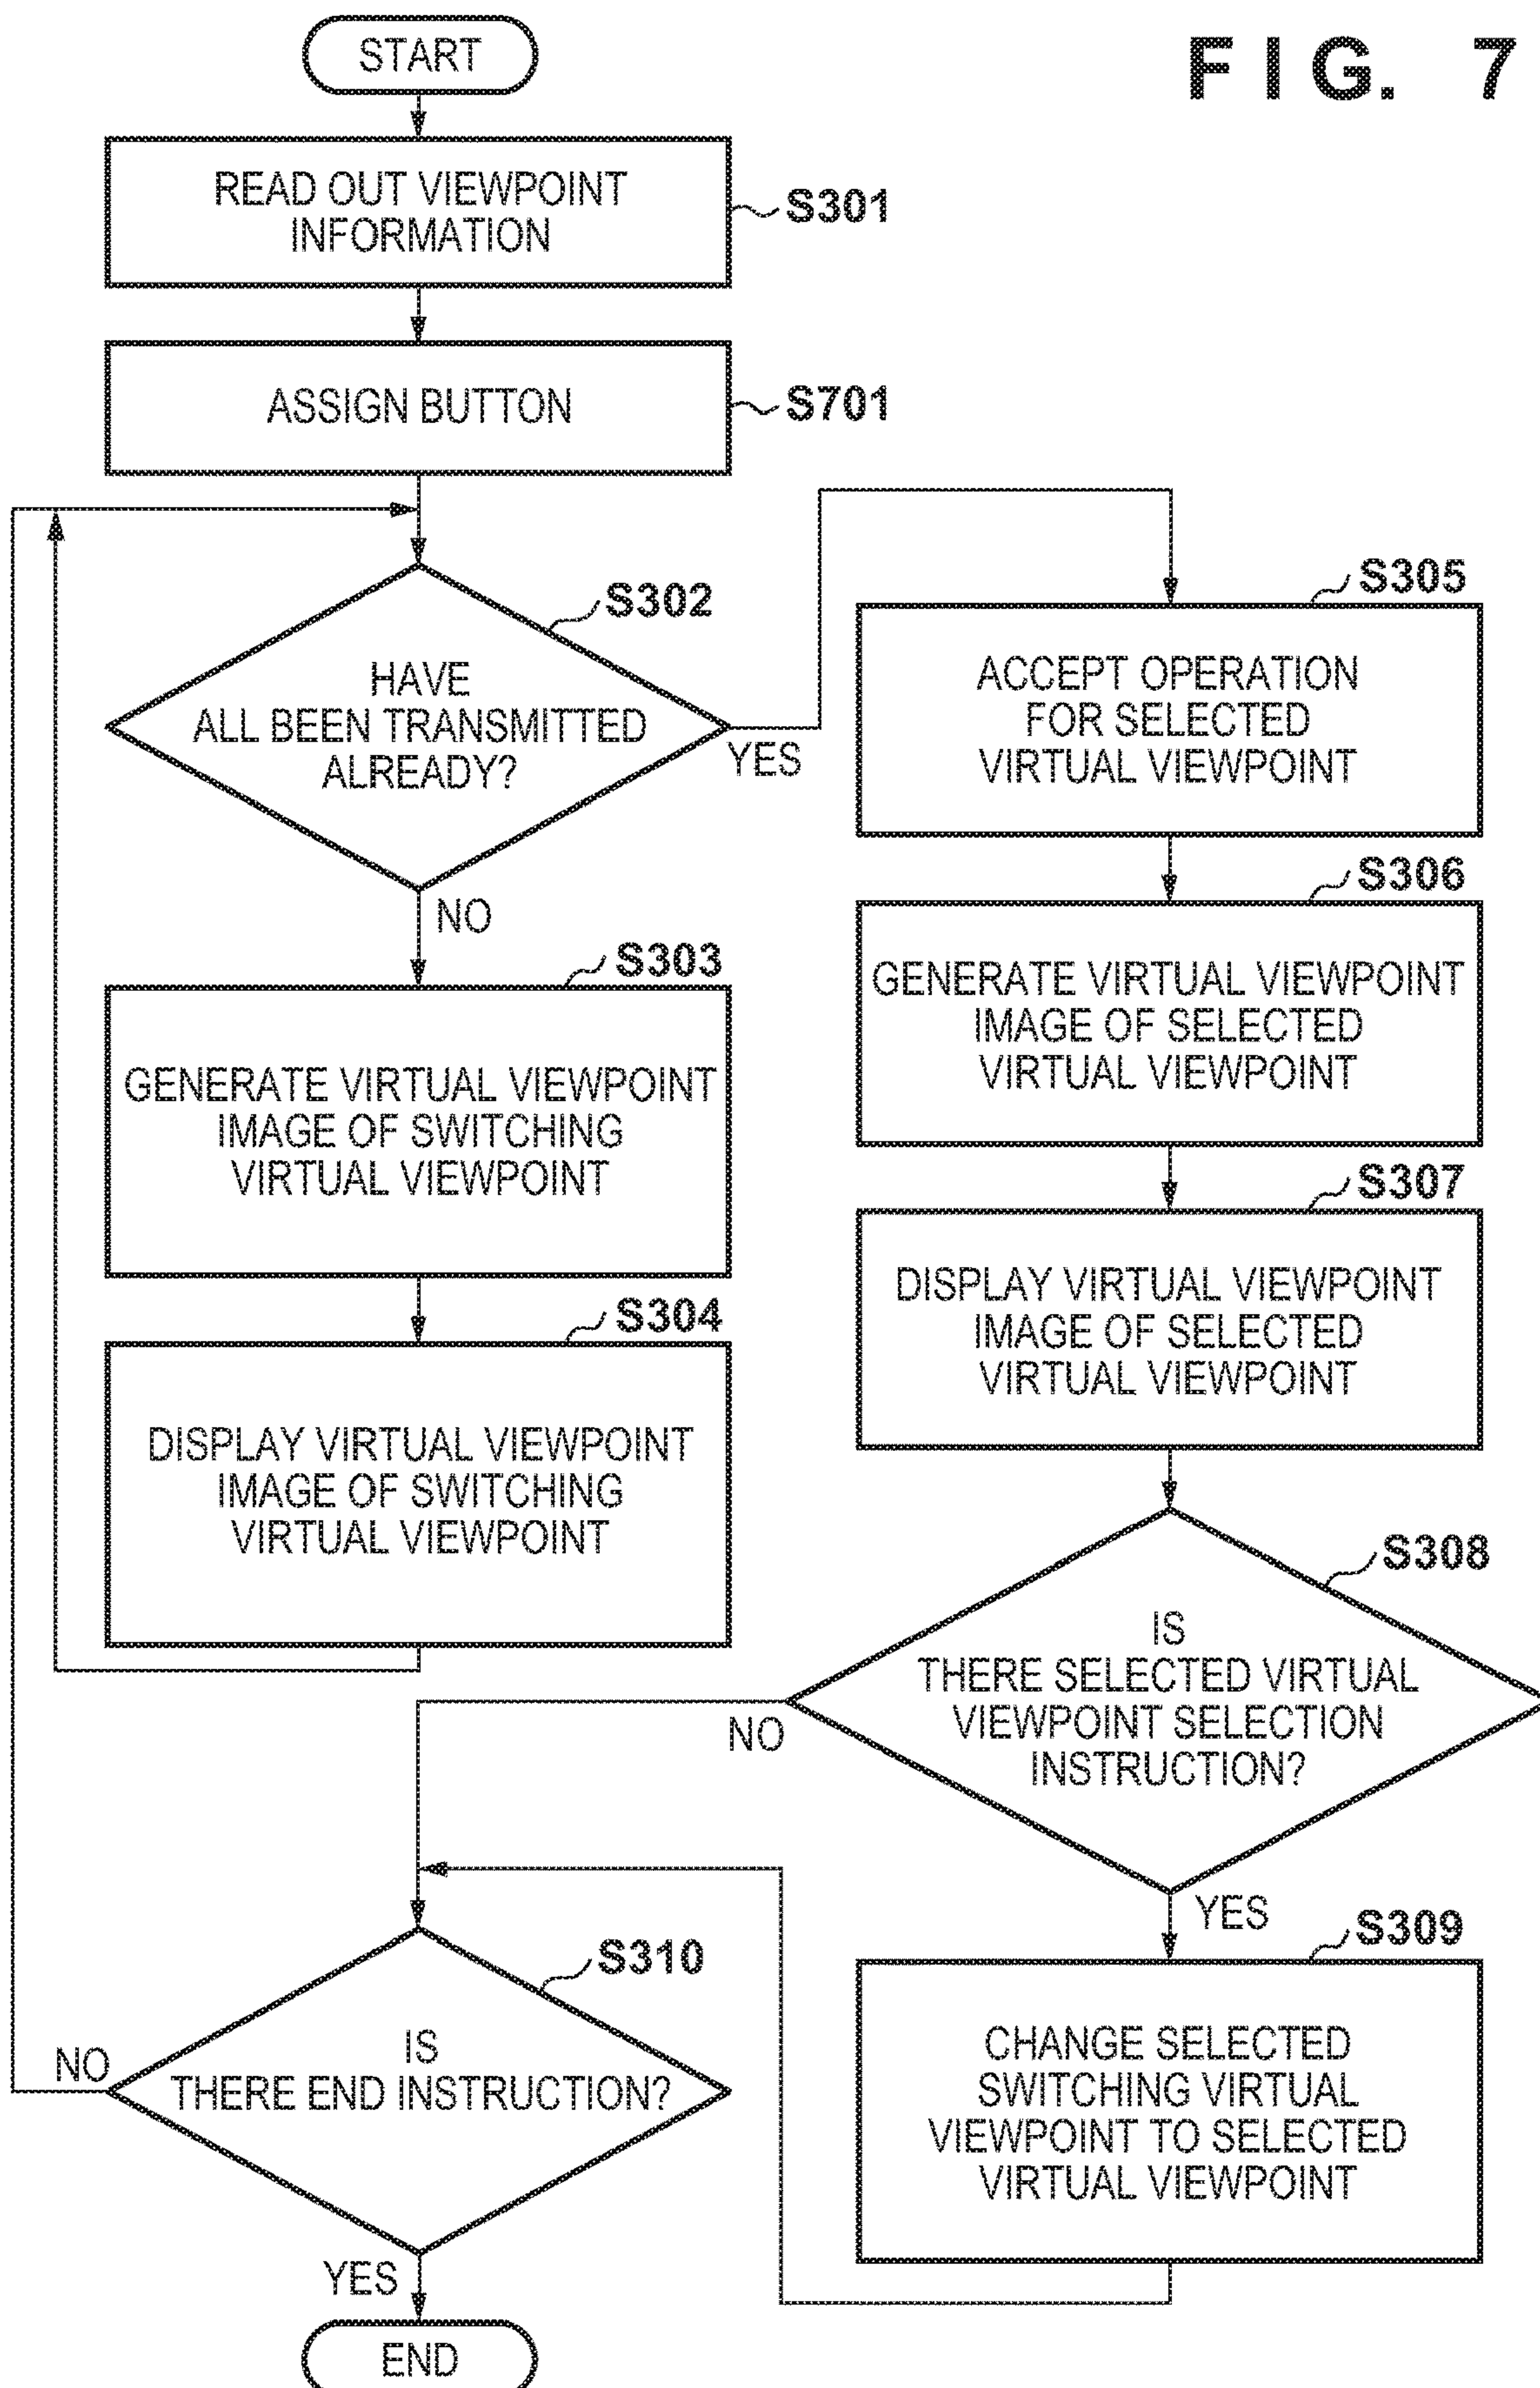 FIG. 7
START
READ OUT VIEWPOINT
INFORMATION
S301
ASSIGN BUTTON
S701
S302
HAVE
ALL BEEN TRANSMITTED
ALREADY?
YES
NO
S303
GENERATE VIRTUAL VIEWPOINT
IMAGE OF SWITCHING
VIRTUAL VIEWPOINT
S304
DISPLAY VIRTUAL VIEWPOINT
IMAGE OF SWITCHING
VIRTUAL VIEWPOINT
S305
ACCEPT OPERATION
FOR SELECTED
VIRTUAL VIEWPOINT
S306
GENERATE VIRTUAL VIEWPOINT
IMAGE OF SELECTED
VIRTUAL VIEWPOINT
S307
DISPLAY VIRTUAL VIEWPOINT
IMAGE OF SELECTED
VIRTUAL VIEWPOINT
S308
IS
THERE SELECTED VIRTUAL
VIEWPOINT SELECTION
INSTRUCTION?
NO
YES
S309
CHANGE SELECTED
SWITCHING VIRTUAL
VIEWPOINT TO SELECTED
VIRTUAL VIEWPOINT
S310
IS
THERE END INSTRUCTION?
NO
YES
END